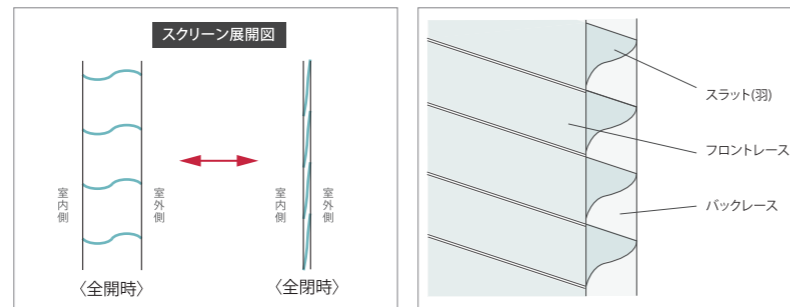 スクリーン展開図
室内側
室外側
室内側
室外側
〈全開時〉
〈全閉時〉
スラット(羽)
フロントレース
バックレース